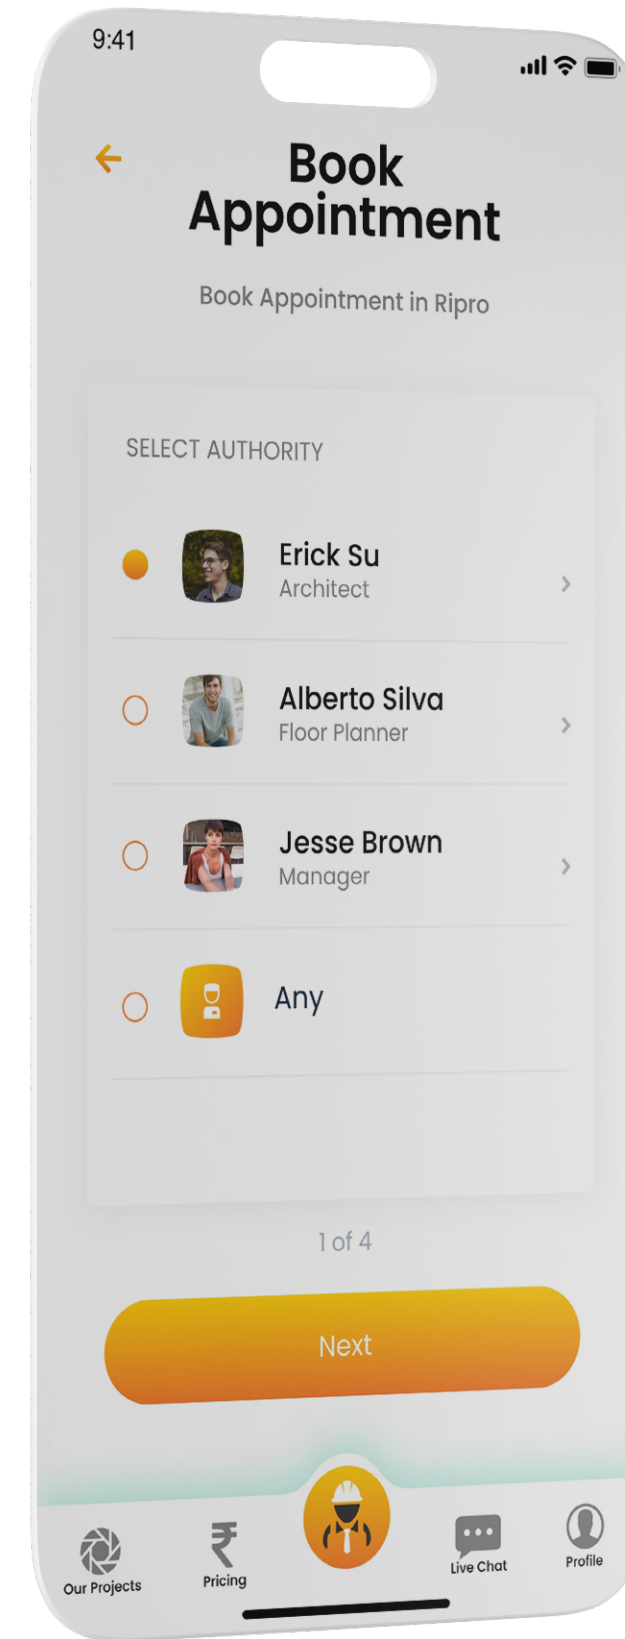 9:41
Book
Appointment
Book Appointment in Ripro
SELECT AUTHORITY
Erick Su
Architect
Alberto Silva
Floor Planner
Jesse Brown
Manager
Any
1 of 4
Next
Our Projects
Pricing
Live Chat
Profile